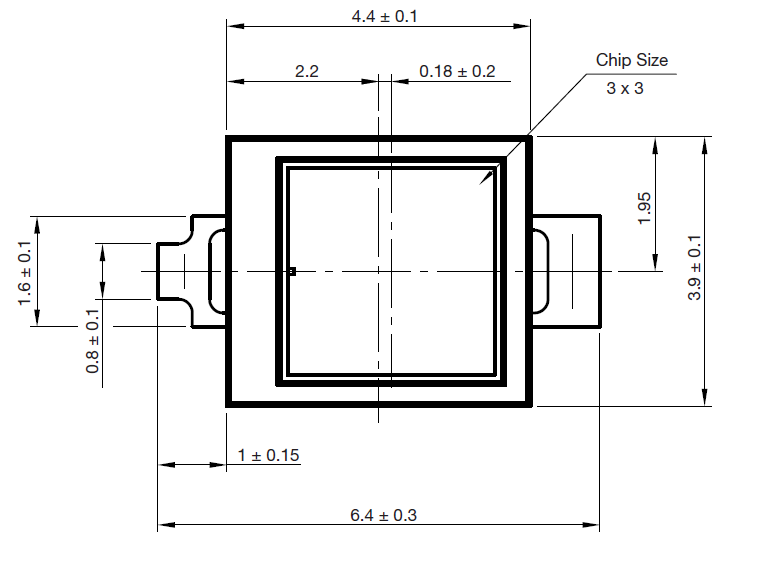 4.4 ± 0.1
2.2
0.18 ± 0.2
Chip Size
3 x 3
1.95
3.9 ± 0.1
1.6 ± 0.1
0.8 ± 0.1
1 ± 0.15
6.4 ± 0.3